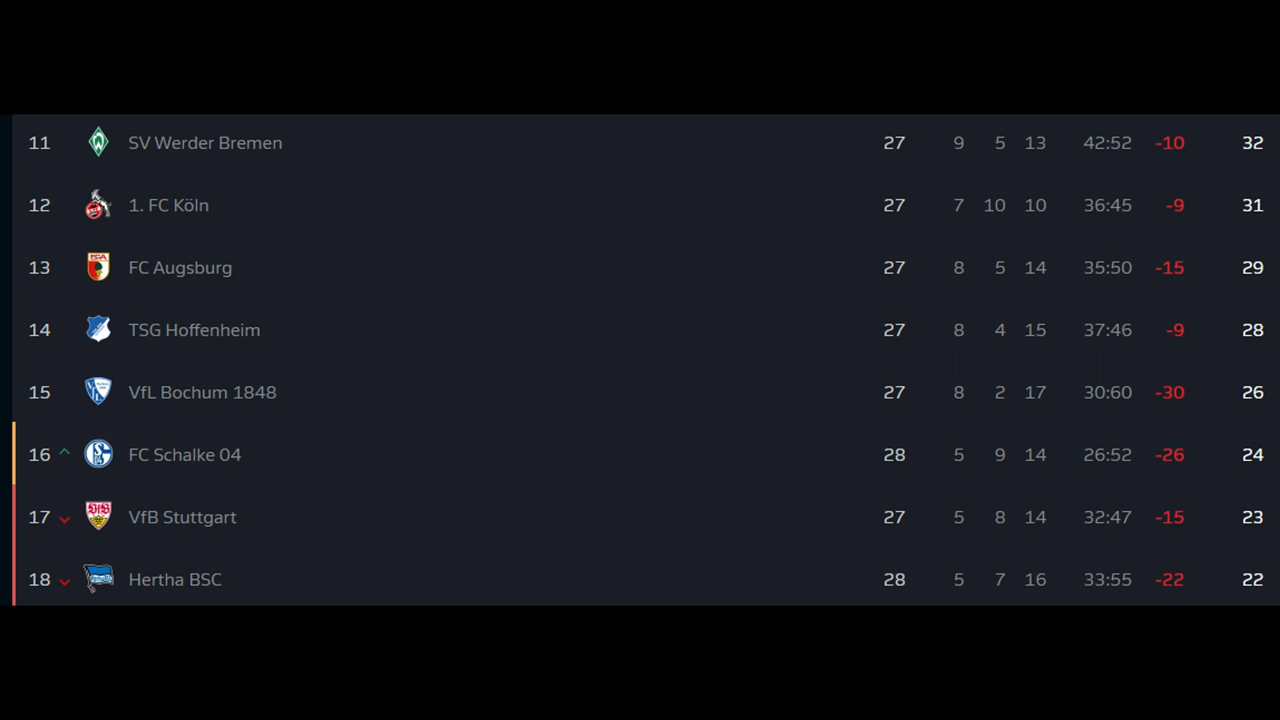 11 SV Werder Bremen 27 9 5 13 42:52 -10 32
12 1. FC Köln 27 7 10 10 36:45 -9 31
13 FC Augsburg 27 8 5 14 35:50 -15 29
14 TSG Hoffenheim 27 8 4 15 37:46 -9 28
15 VfL Bochum 1848 27 8 2 17 30:60 -30 26
16 FC Schalke 04 28 5 9 14 26:52 -26 24
17 VfB Stuttgart 27 5 8 14 32:47 -15 23
18 Hertha BSC 28 5 7 16 33:55 -22 22